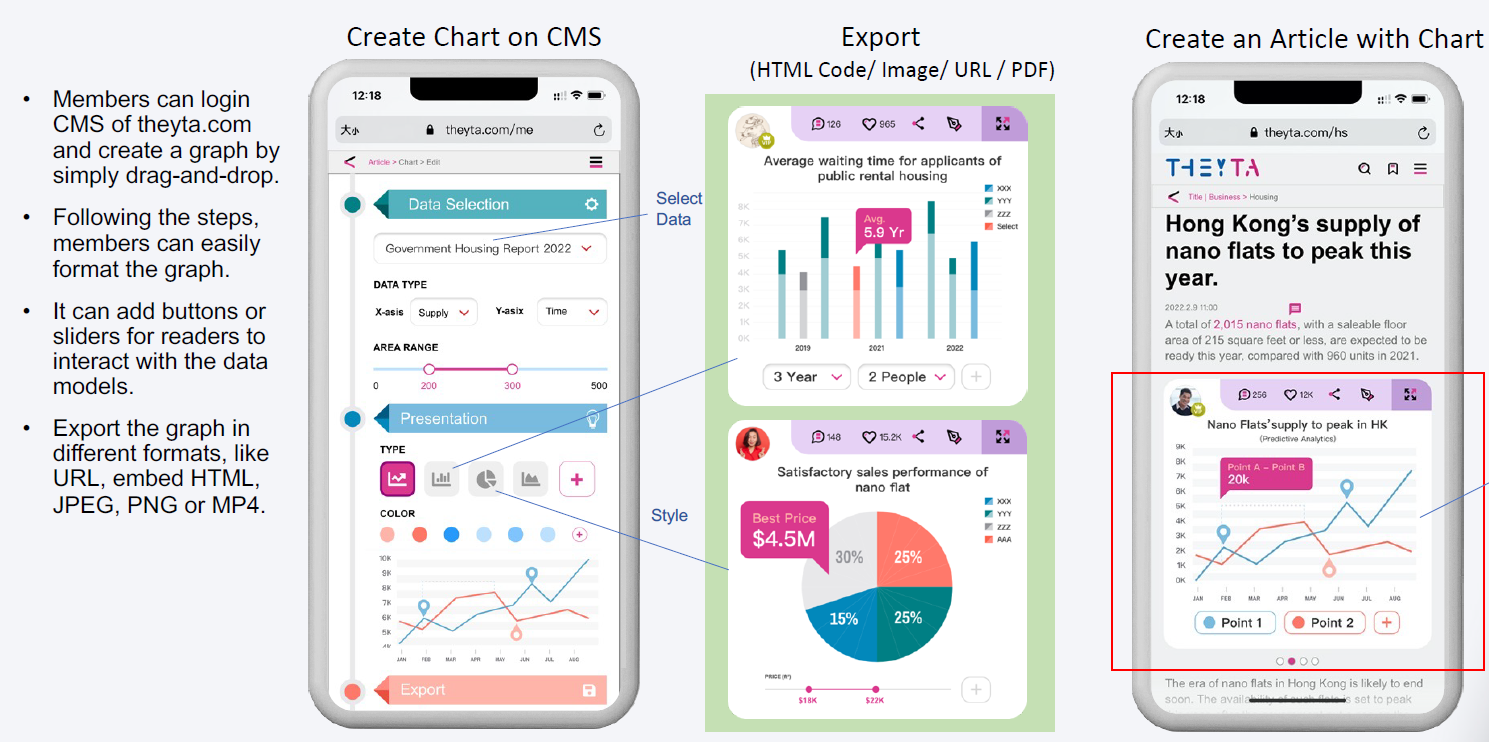 Create Chart on CMS
Export
(HTML Code/ Image/ URL / PDF)
Create an Article with Chart
• Members can login
CMS of theyta.com
and create a graph by
simply drag-and-drop.
• Following the steps,
members can easily
format the graph.
• It can add buttons or
sliders for readers to
interact with the data
models.
• Export the graph in
different formats, like
URL, embed HTML,
JPEG, PNG or MP4.
12:18
大小 theyta.com/me
Article > Chart > Edit
Data Selection
Government Housing Report 2022
DATA TYPE
X-asis Supply Y-asix Time
AREA RANGE
0 200 300 500
Presentation
TYPE
COLOR
10K
9K
8K
7K
6K
5K
4K
JAN FEB MAR APR MAY JUN JUL AUG
Export
Select
Data
Style
126 965
Average waiting time for applicants of
public rental housing
XXX
YYY
ZZZ
Select
Avg.
5.9 Yr
8K
7K
6K
5K
4K
3K
2K
1K
0K
2019 2021 2022
3 Year 2 People +
148 15.2K
Satisfactory sales performance of
nano flat
XXX
YYY
ZZZ
AAA
Best Price
$4.5M
30% 25%
15% 25%
PRICE (ft²)
$18K $22K
+
12:18
大小 theyta.com/hs
THEYTA
Title | Business > Housing
Hong Kong’s supply of
nano flats to peak this
year.
2022.2.9 11:00
A total of 2,015 nano flats, with a saleable floor
area of 215 square feet or less, are expected to be
ready this year, compared with 960 units in 2021.
256 12K
Nano Flats’supply to peak in HK
(Predictive Analytics)
9K
8K
7K
6K
5K
4K
3K
2K
1K
0K
Point A – Point B
20k
JAN FEB MAR APR MAY JUN JUL AUG
Point 1 Point 2 +
The era of nano flats in Hong Kong is likely to end
soon. The availability of such flats is set to peak